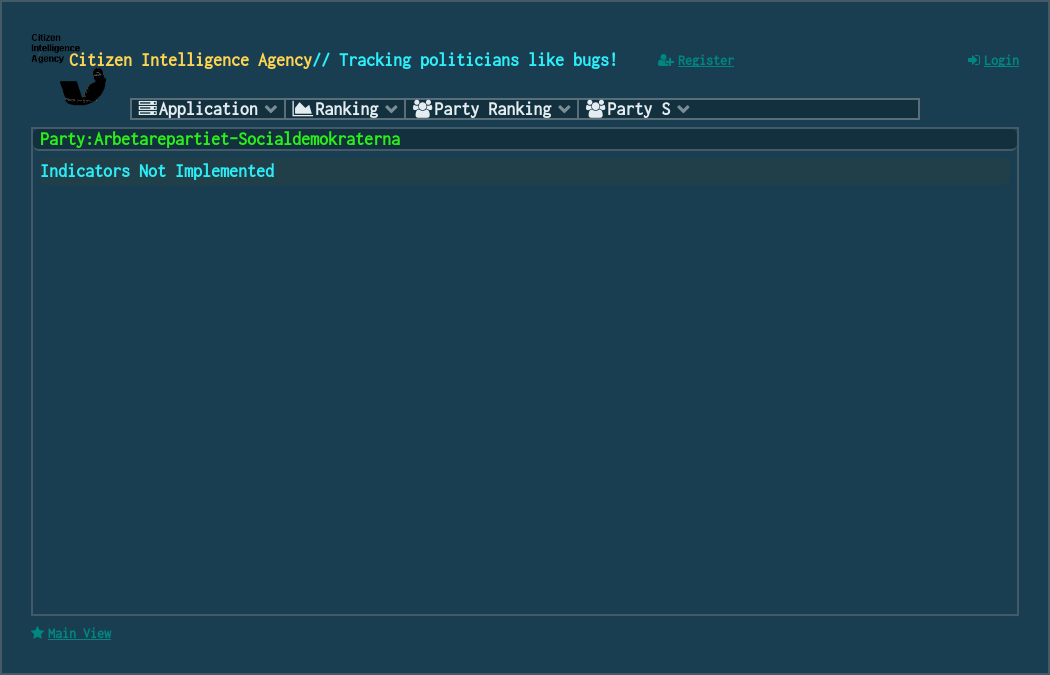 Citizen
Intelligence
Agency
Citizen Intelligence Agency// Tracking politicians like bugs!
Register
Login
Application
Ranking
Party Ranking
Party S
Party:Arbetarepartiet-Socialdemokraterna
Indicators Not Implemented
Main View